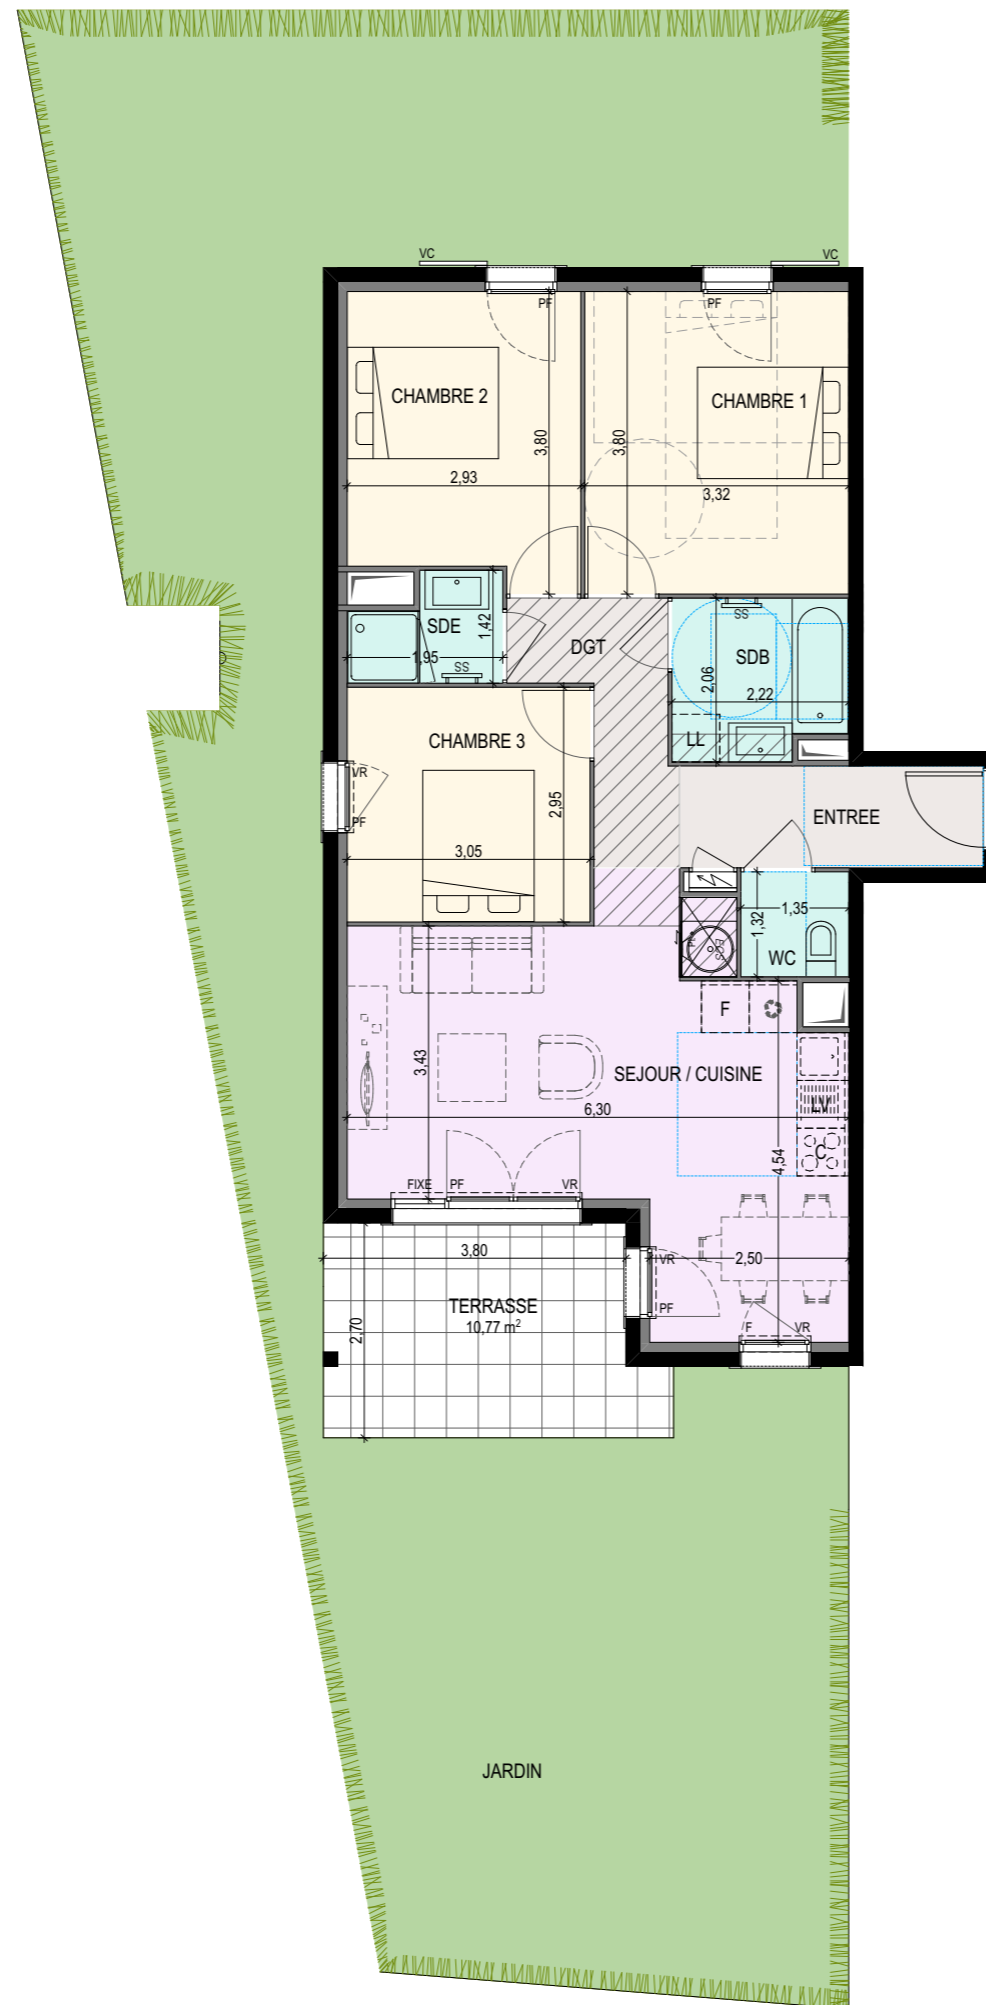 VC
VC
PF
PF
CHAMBRE 2
CHAMBRE 1
3,80
3,80
2,93
3,32
SDE
1,42
1,95
SS
DGT
SS
SDB
2,06
2,22
LL
CHAMBRE 3
VR
PF
2,95
3,05
ENTREE
1,35
1,32
WC
ECS
F
3,43
SEJOUR / CUISINE
6,30
LV
C
4,54
FIXE
PF
VR
3,80
VR
2,50
PF
TERRASSE
10,77 m²
2,70
F
VR
JARDIN